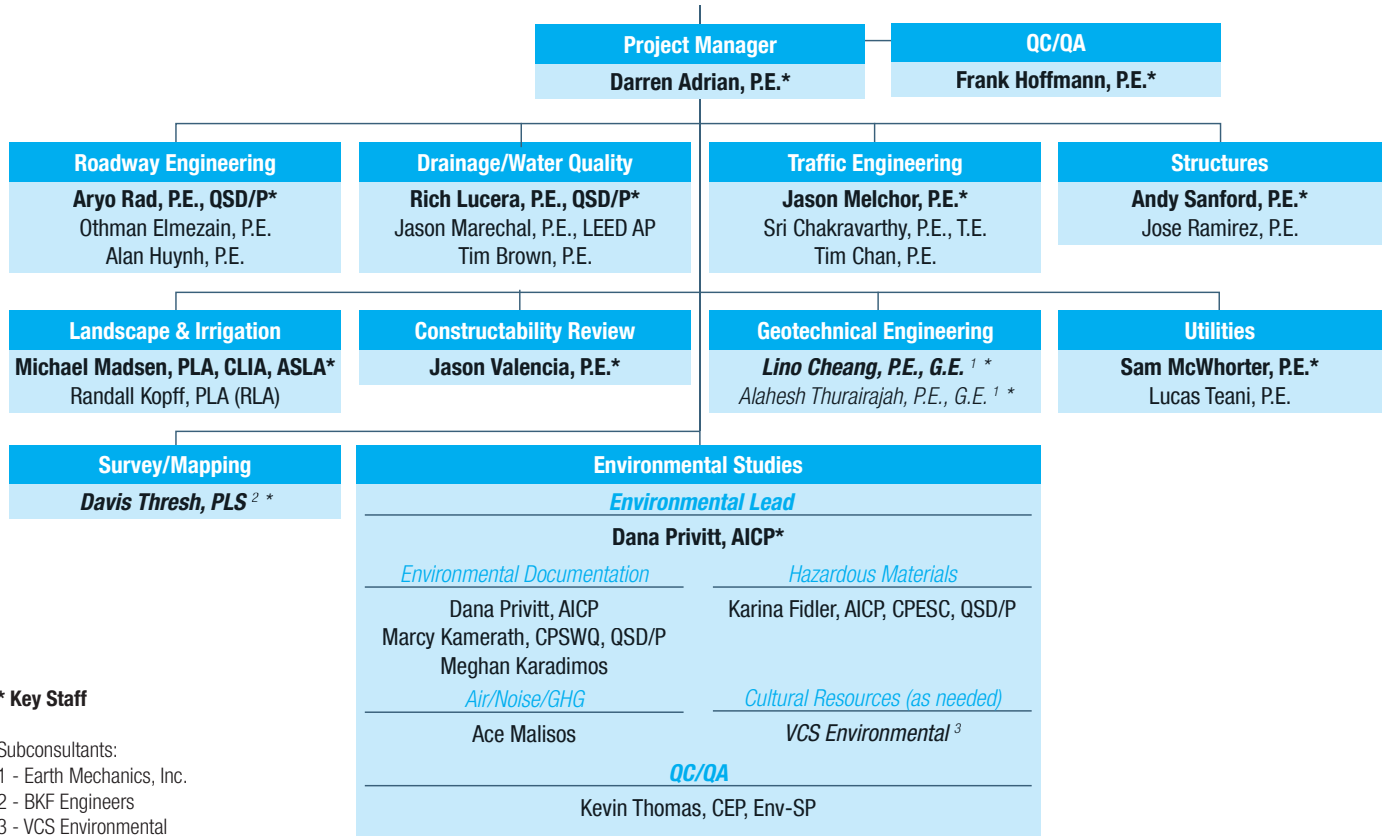 Project Manager
Darren Adrian, P.E.*
QC/QA
Frank Hoffmann, P.E.*
Roadway Engineering
Aryo Rad, P.E., QSD/P*
Othman Elmezain, P.E.
Alan Huynh, P.E.
Drainage/Water Quality
Rich Lucera, P.E., QSD/P*
Jason Marechal, P.E., LEED AP
Tim Brown, P.E.
Traffic Engineering
Jason Melchor, P.E.*
Sri Chakravarthy, P.E., T.E.
Tim Chan, P.E.
Structures
Andy Sanford, P.E.*
Jose Ramirez, P.E.
Landscape & Irrigation
Michael Madsen, PLA, CLIA, ASLA*
Randall Kopff, PLA (RLA)
Constructability Review
Jason Valencia, P.E.*
Geotechnical Engineering
Lino Cheang, P.E., G.E. 1 *
Alahesh Thurairajah, P.E., G.E. 1 *
Utilities
Sam McWhorter, P.E.*
Lucas Teani, P.E.
Survey/Mapping
Davis Thresh, PLS 2 *
Environmental Studies
Environmental Lead
Dana Privitt, AICP*
Environmental Documentation
Dana Privitt, AICP
Marcy Kamerath, CPSWQ, QSD/P
Meghan Karadimos
Hazardous Materials
Karina Fidler, AICP, CPESC, QSD/P
Air/Noise/GHG
Ace Malisos
Cultural Resources (as needed)
VCS Environmental 3
QC/QA
Kevin Thomas, CEP, Env-SP
* Key Staff
Subconsultants:
1 - Earth Mechanics, Inc.
2 - BKF Engineers
3 - VCS Environmental